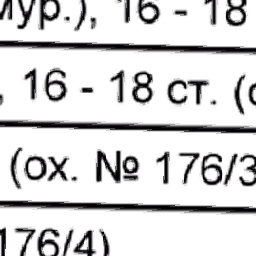 мур.), 16 - 18
, 16 - 18 ст. (
(ох. № 176/3
176/4)